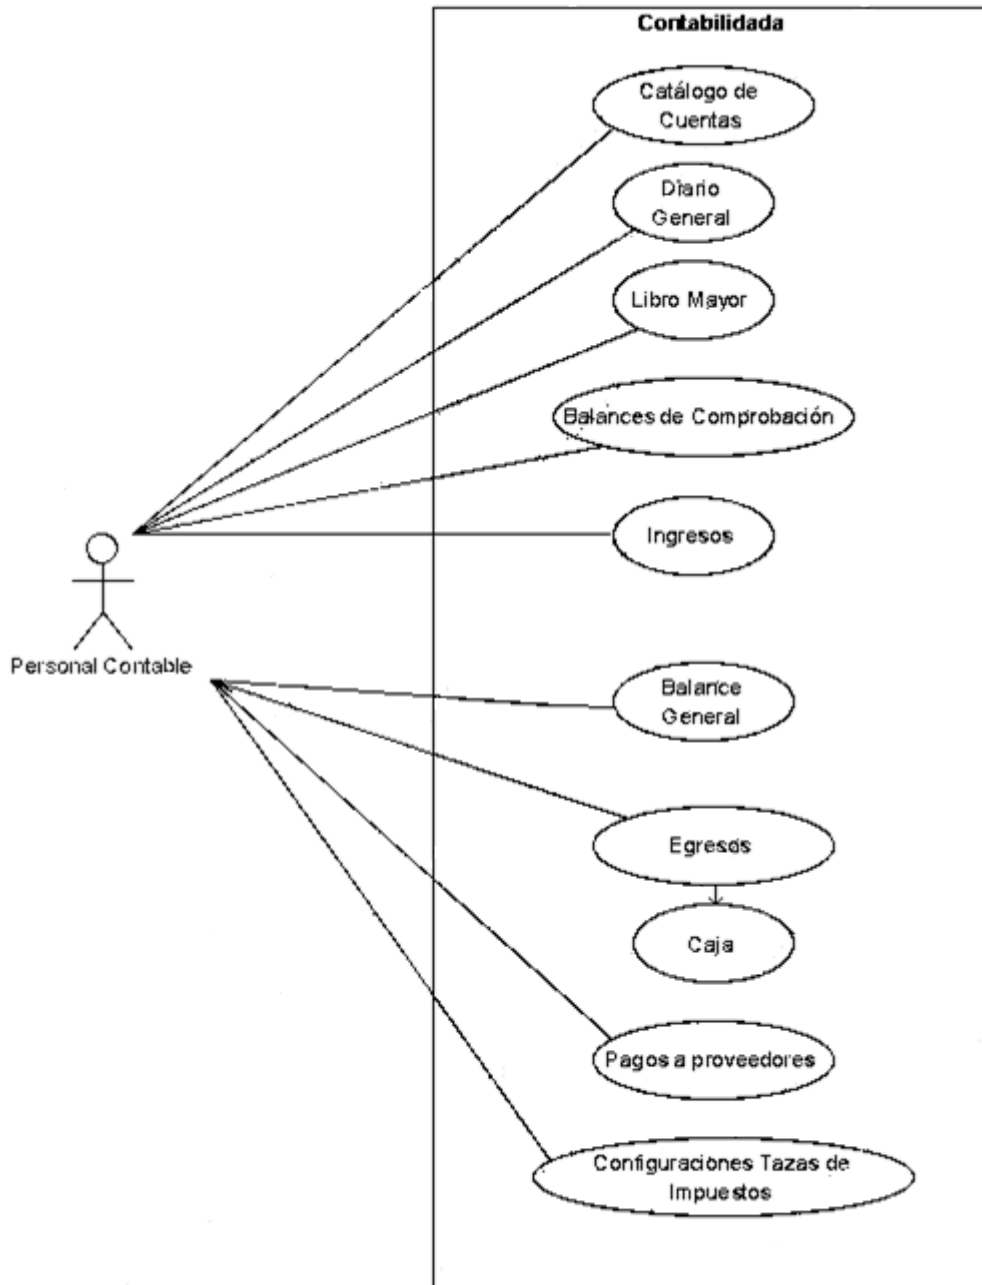 Contabilidada
Catálogo de
Cuentas
Diario
General
Libro Mayor
Balances de Comprobación
Ingresos
Personal Contable
Balance
General
Egresos
Caja
Pagos a proveedores
Configuraciones Tazas de
Impuestos